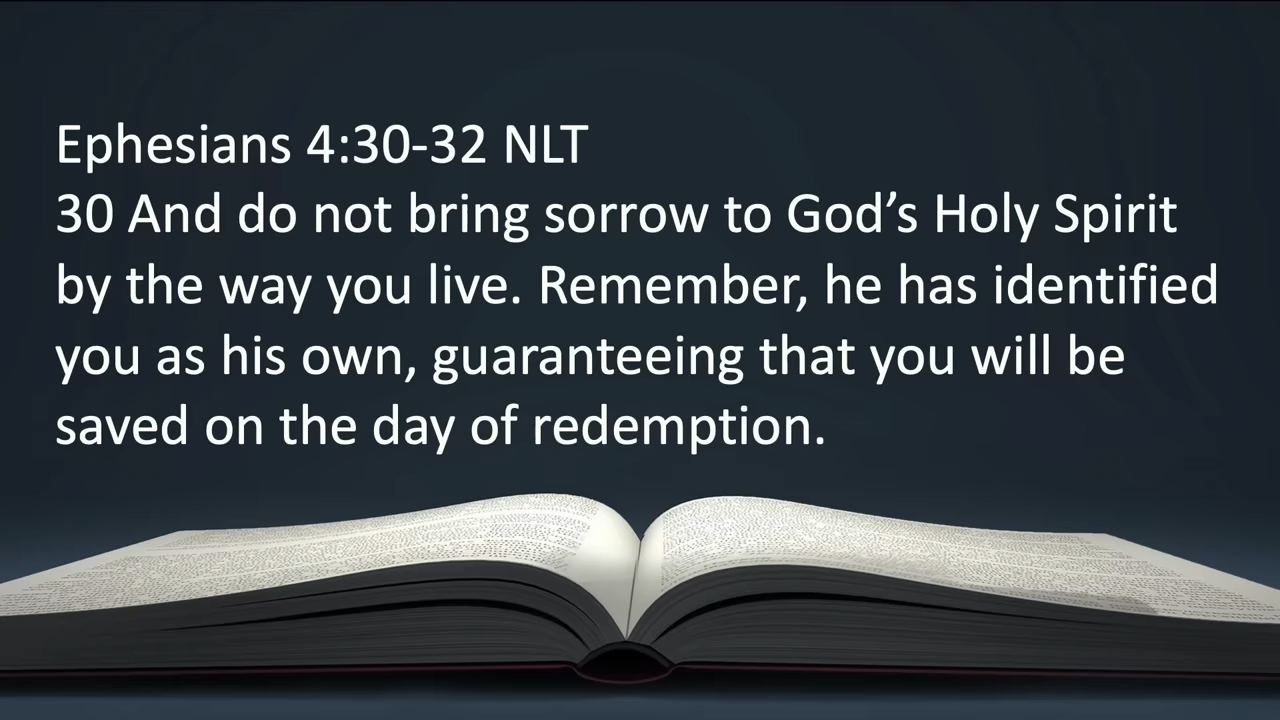 Ephesians 4:30-32 NLT
30 And do not bring sorrow to God’s Holy Spirit
by the way you live. Remember, he has identified
you as his own, guaranteeing that you will be
saved on the day of redemption.